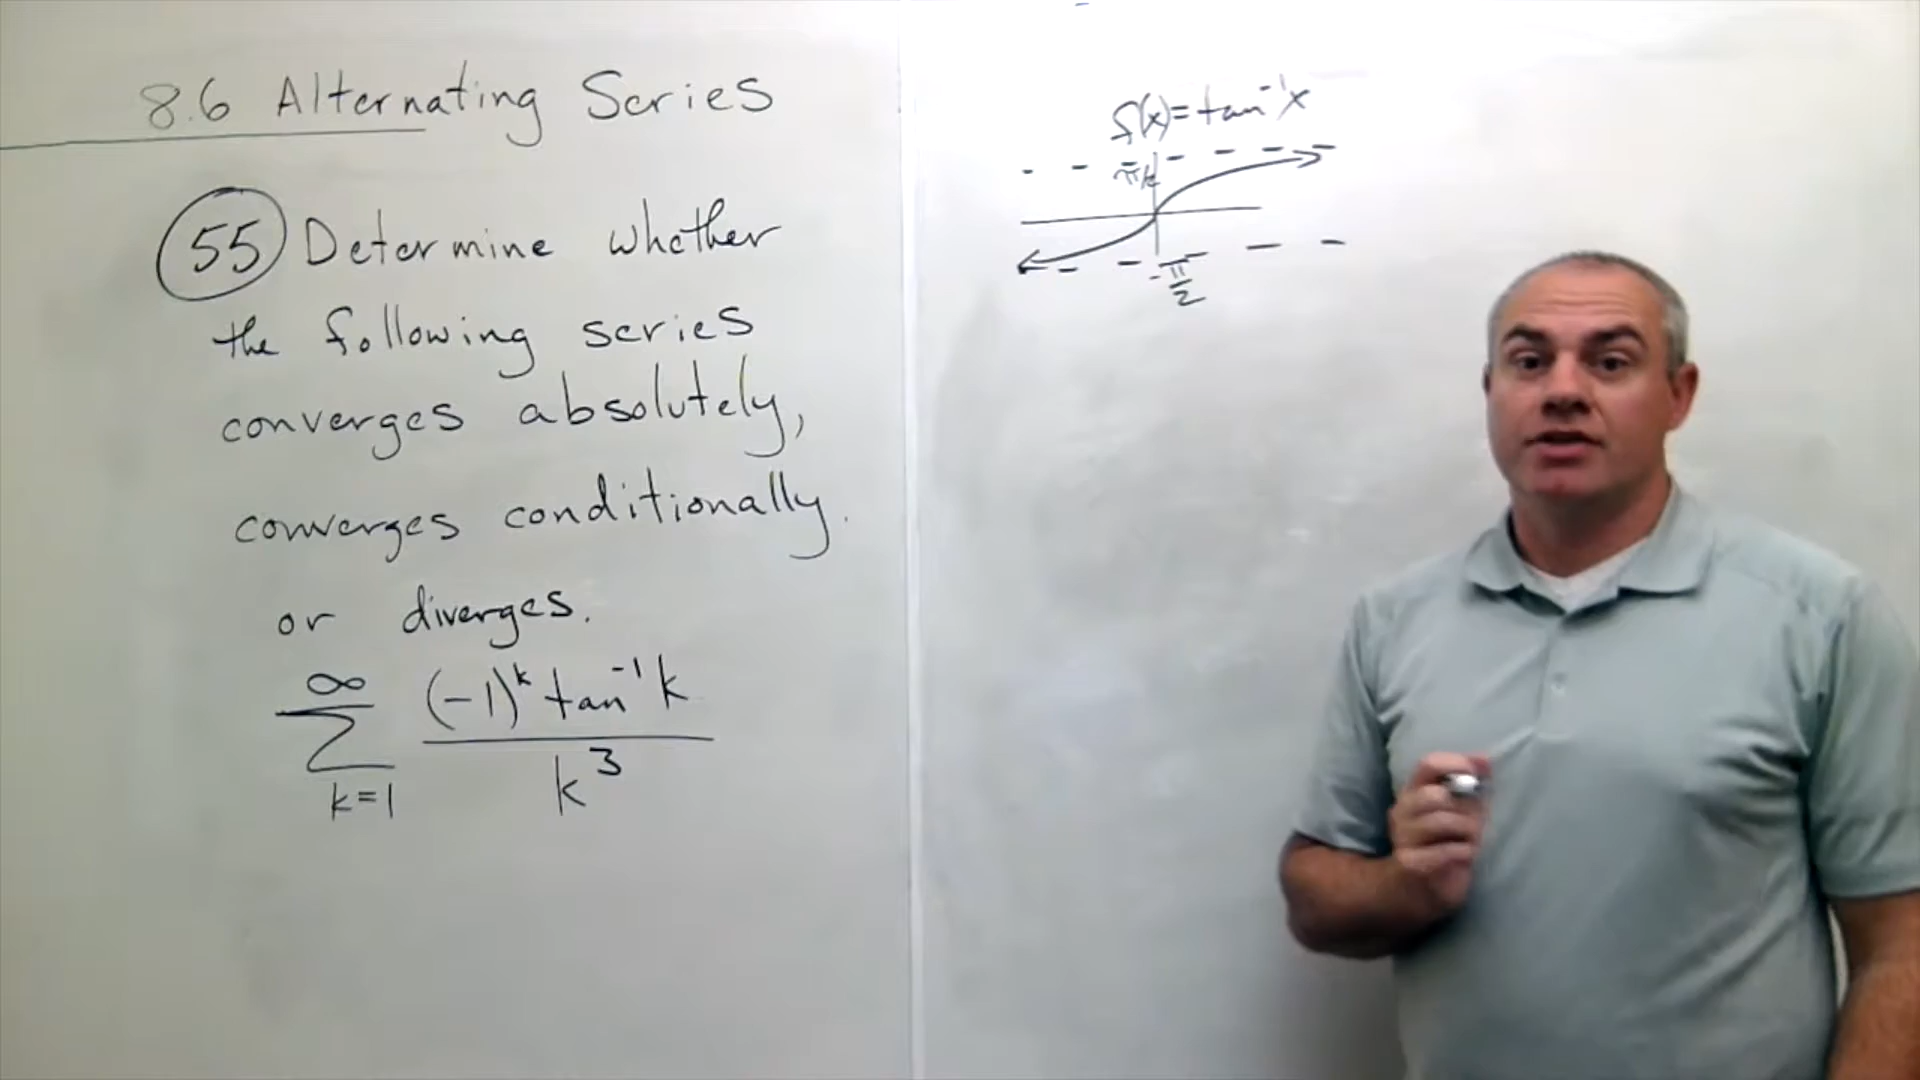 8.6 Alternating Series
55 Determine whether
the following series
converges absolutely,
converges conditionally.
or diverges.
∞
∑ (-1)^k tan^-1 k / k^3
k=1
f(x)=tan^-1 x
π/2
-π/2